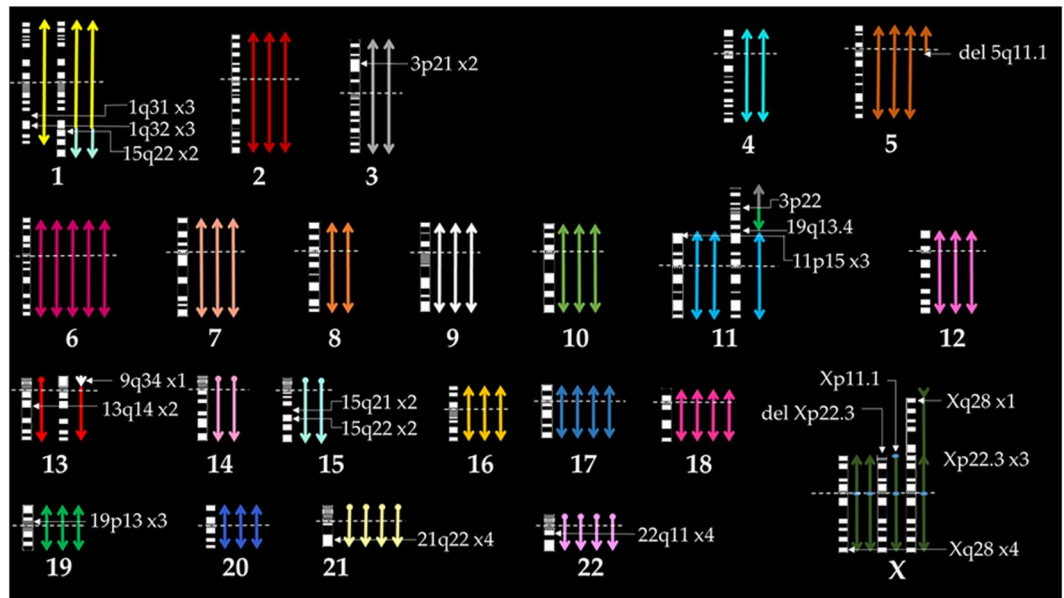 1q31 x3
1q32 x3
15q22 x2
1
2
3p21 x2
3
4
del 5q11.1
5
6
7
8
9
10
3p22
19q13.4
11p15 x3
11
12
9q34 x1
13q14 x2
13
14
15q21 x2
15q22 x2
15
16
17
18
Xp11.1
del Xp22.3
Xq28 x1
Xp22.3 x3
Xq28 x4
X
19p13 x3
19
20
21q22 x4
21
22q11 x4
22